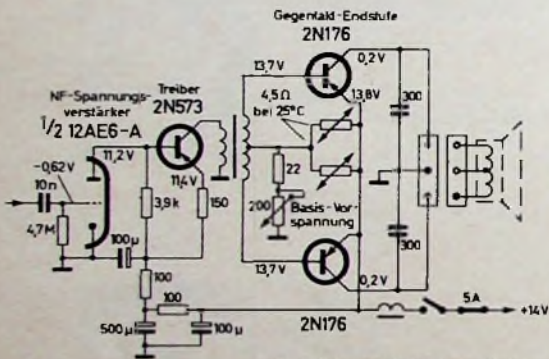 Gegentakt-Endstufe
2N176
13,7V
0,2V
Treiber
2N573
4,5Ω
bei 25°C
13,8V
NF-Spannungs-
verstärker
1/2 12AE6-A
11,2V
300
-0,62V
10n
11,4V
22
3,9k
150
200
Basis-Vor-
spannung
4,7M
100µ
300
100
13,7V
0,2V
100
2N176
5A
+14V
500µ
100µ